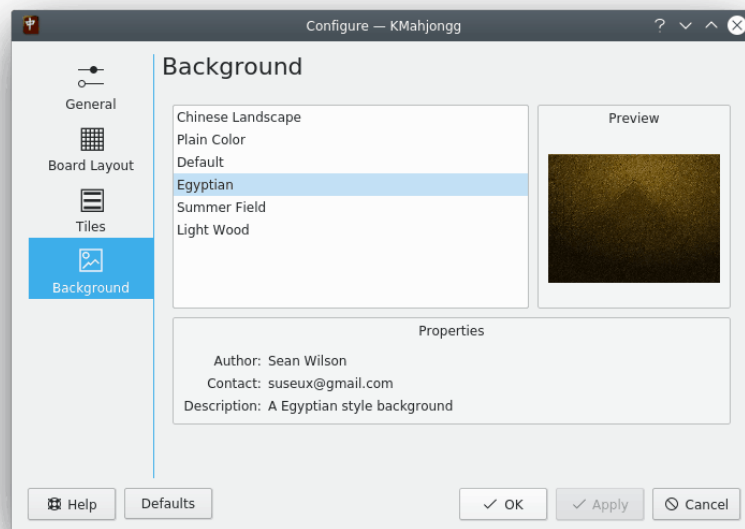 Configure — KMahjongg
General
Board Layout
Tiles
Background
Background
Chinese Landscape
Plain Color
Default
Egyptian
Summer Field
Light Wood
Preview
Properties
Author: Sean Wilson
Contact: suseux@gmail.com
Description: A Egyptian style background
Help
Defaults
OK
Apply
Cancel